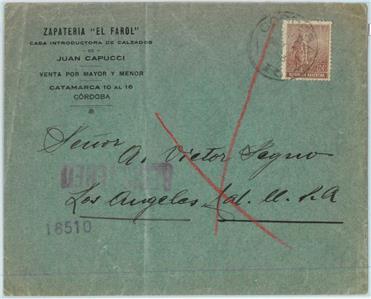 ZAPATERIA "EL FAROL"
CASA INTRODUCTORA DE CALZADOS
DE
JUAN CAPUCCI
VENTA POR MAYOR Y MENOR
CATAMARCA 10 AL 16
CÓRDOBA
Señor
A. Victor Segno
Los Angeles Cal. U.S.A
16510